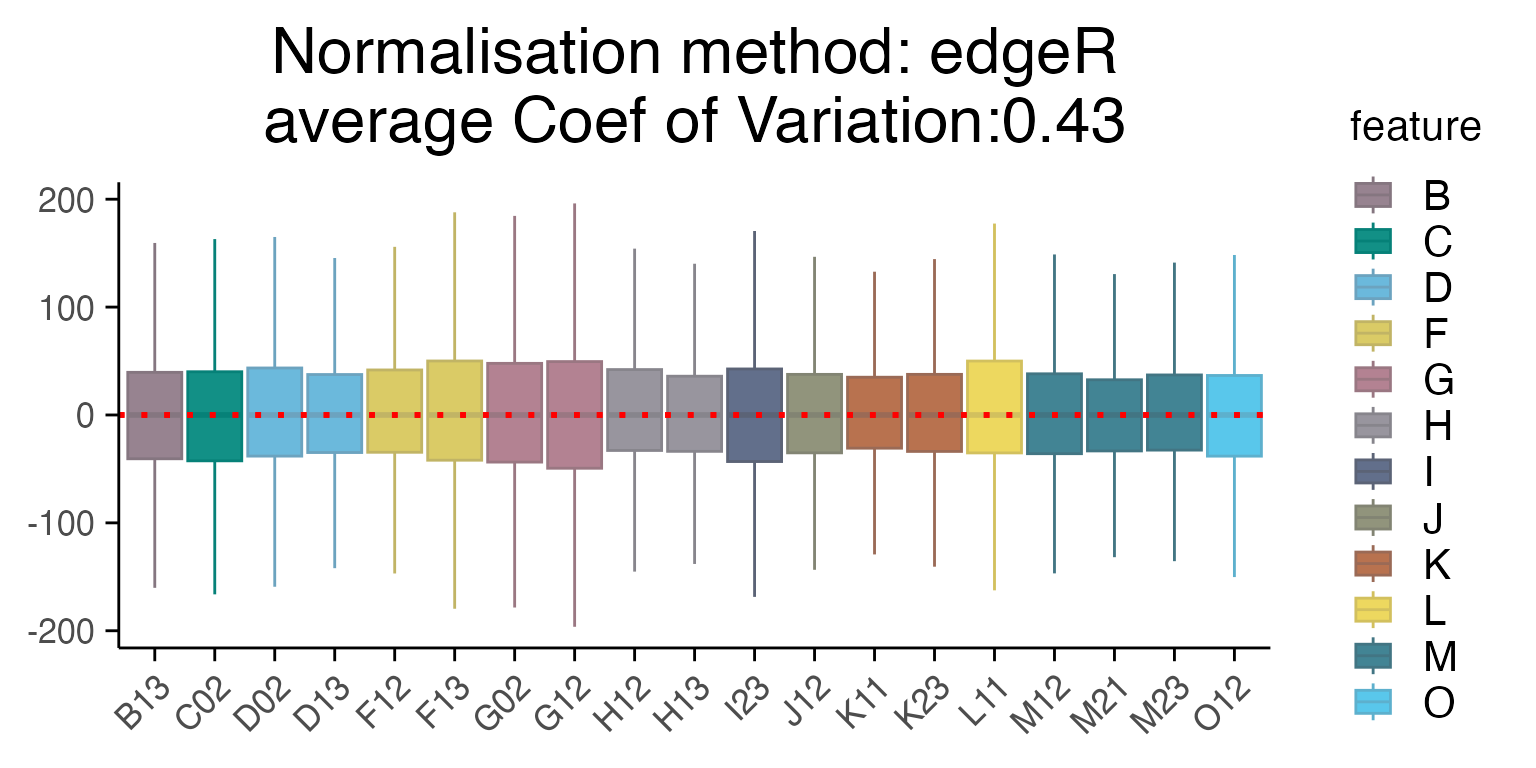 Normalisation method: edgeR
average Coef of Variation:0.43
200
100
0
-100
-200
B13
C02
D02
D13
F12
F13
G02
G12
H12
H13
I23
J12
K11
K23
L11
M12
M21
M23
O12
feature
B
C
D
F
G
H
I
J
K
L
M
O